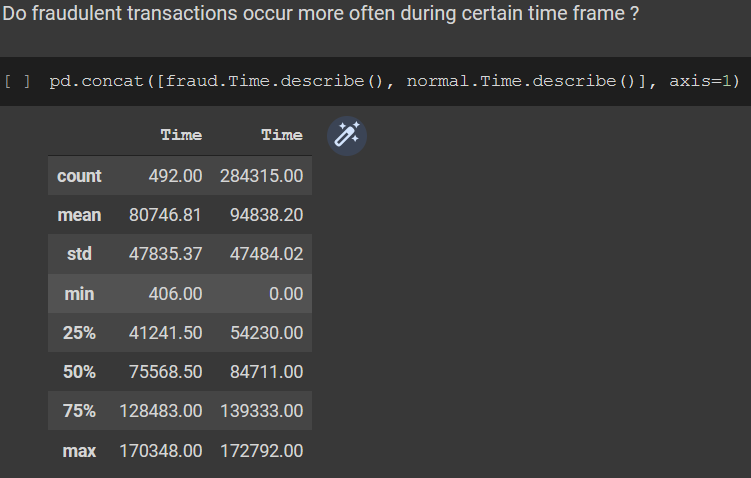 Do fraudulent transactions occur more often during certain time frame ?
[ ] pd.concat([fraud.Time.describe(), normal.Time.describe()], axis=1)
Time Time
count 492.00 284315.00
mean 80746.81 94838.20
std 47835.37 47484.02
min 406.00 0.00
25% 41241.50 54230.00
50% 75568.50 84711.00
75% 128483.00 139333.00
max 170348.00 172792.00